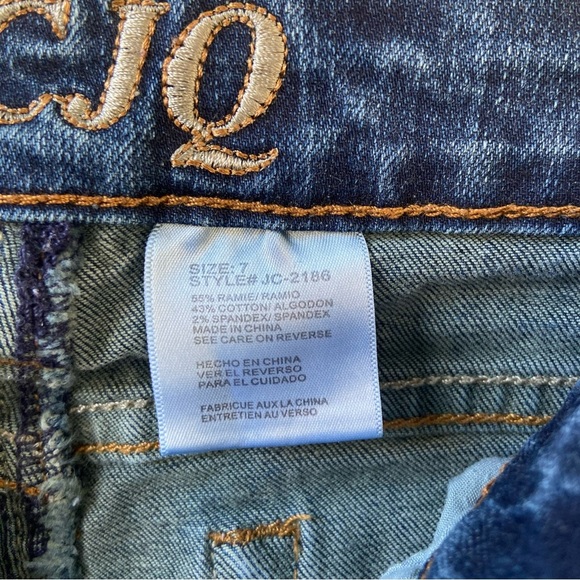 CJQ
SIZE: 7
STYLE# JC-2186
55% RAMIE/ RAMIO
43% COTTON/ ALGODON
2% SPANDEX/ SPANDEX
MADE IN CHINA
SEE CARE ON REVERSE
HECHO EN CHINA
VER EL REVERSO
PARA EL CUIDADO
FABRIQUE AUX LA CHINA
ENTRETIEN AU VERSO